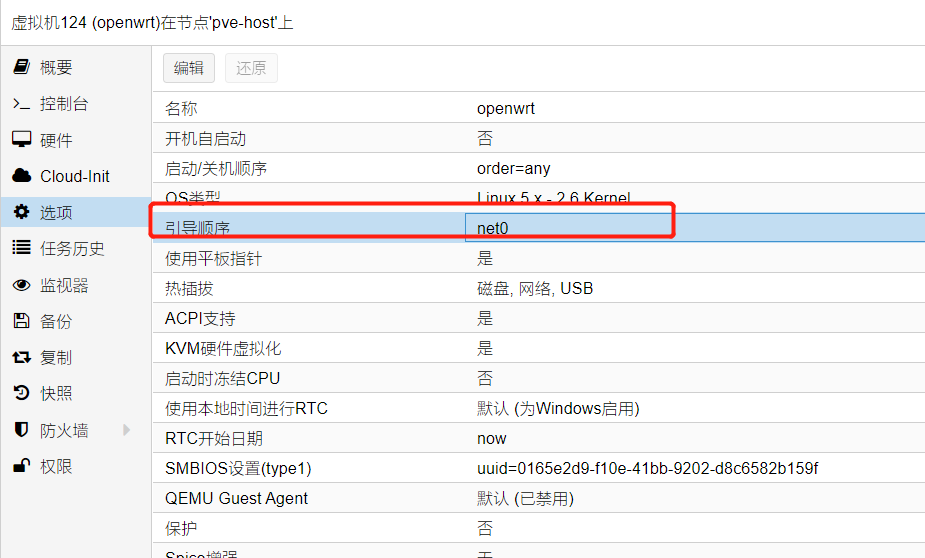 虚拟机124 (openwrt)在节点'pve-host'上
概要
控制台
硬件
Cloud-Init
选项
任务历史
监视器
备份
复制
快照
防火墙
权限
编辑 还原
名称 openwrt
开机自启动 否
启动/关机顺序 order=any
OS类型 Linux 5.x - 2.6 Kernel
引导顺序 net0
使用平板指针 是
热插拔 磁盘, 网络, USB
ACPI支持 是
KVM硬件虚拟化 是
启动时冻结CPU 否
使用本地时间进行RTC 默认 (为Windows启用)
RTC开始日期 now
SMBIOS设置(type1) uuid=0165e2d9-f10e-41bb-9202-d8c6582b159f
QEMU Guest Agent 默认 (已禁用)
保护 否
Spice增强 无